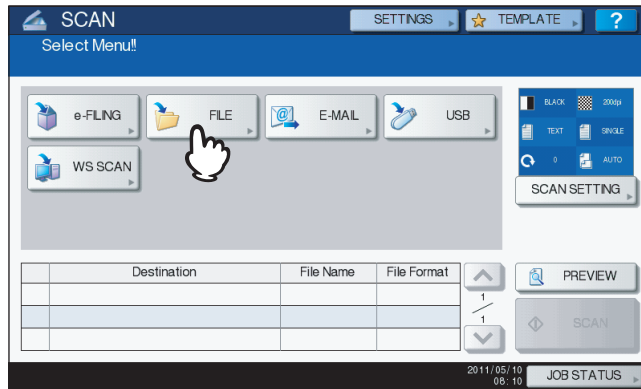 SCAN
SETTINGS
TEMPLATE
?
Select Menu!!
e-FILING
FILE
E-MAIL
USB
WS SCAN
BLACK
200dpi
TEXT
SINGLE
0
AUTO
SCAN SETTING
Destination
File Name
File Format
1
1
PREVIEW
SCAN
2011/05/10
08:10
JOB STATUS